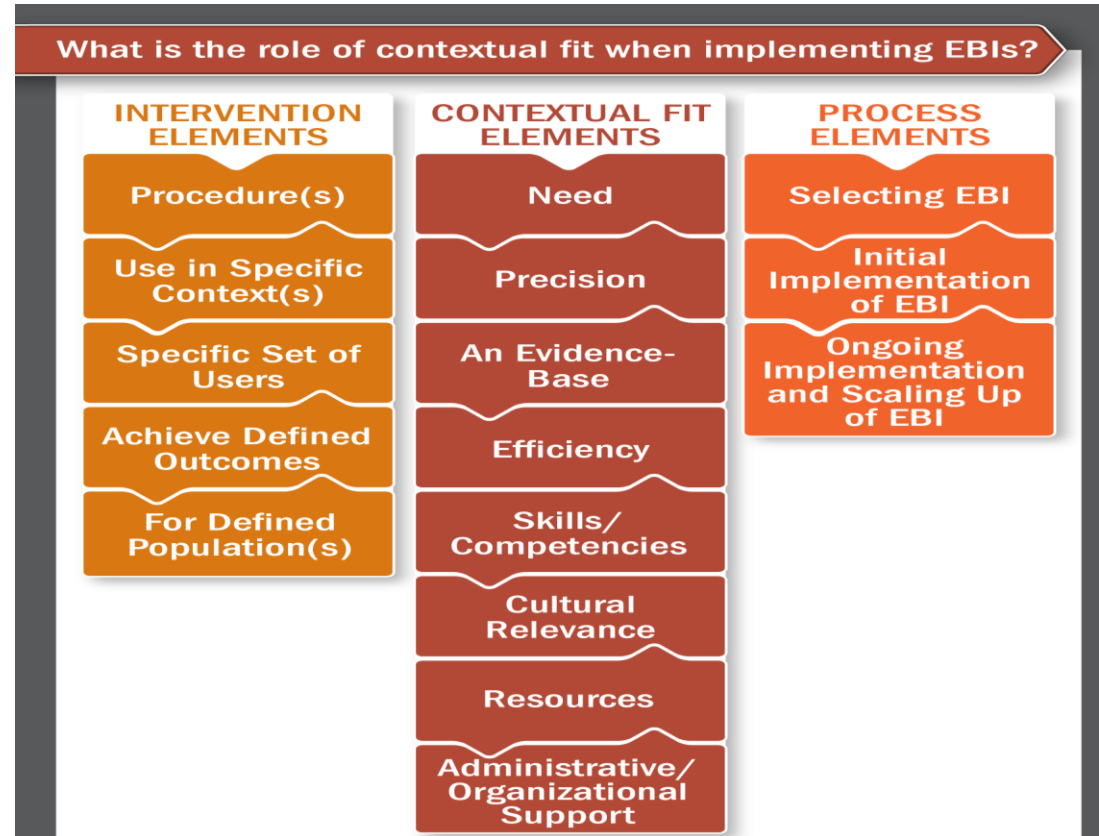 What is the role of contextual fit when implementing EBIs?
INTERVENTION
ELEMENTS
Procedure(s)
Use in Specific
Context(s)
Specific Set of
Users
Achieve Defined
Outcomes
For Defined
Population(s)
CONTEXTUAL FIT
ELEMENTS
Need
Precision
An Evidence-
Base
Efficiency
Skills/
Competencies
Cultural
Relevance
Resources
Administrative/
Organizational
Support
PROCESS
ELEMENTS
Selecting EBI
Initial
Implementation
of EBI
Ongoing
Implementation
and Scaling Up
of EBI